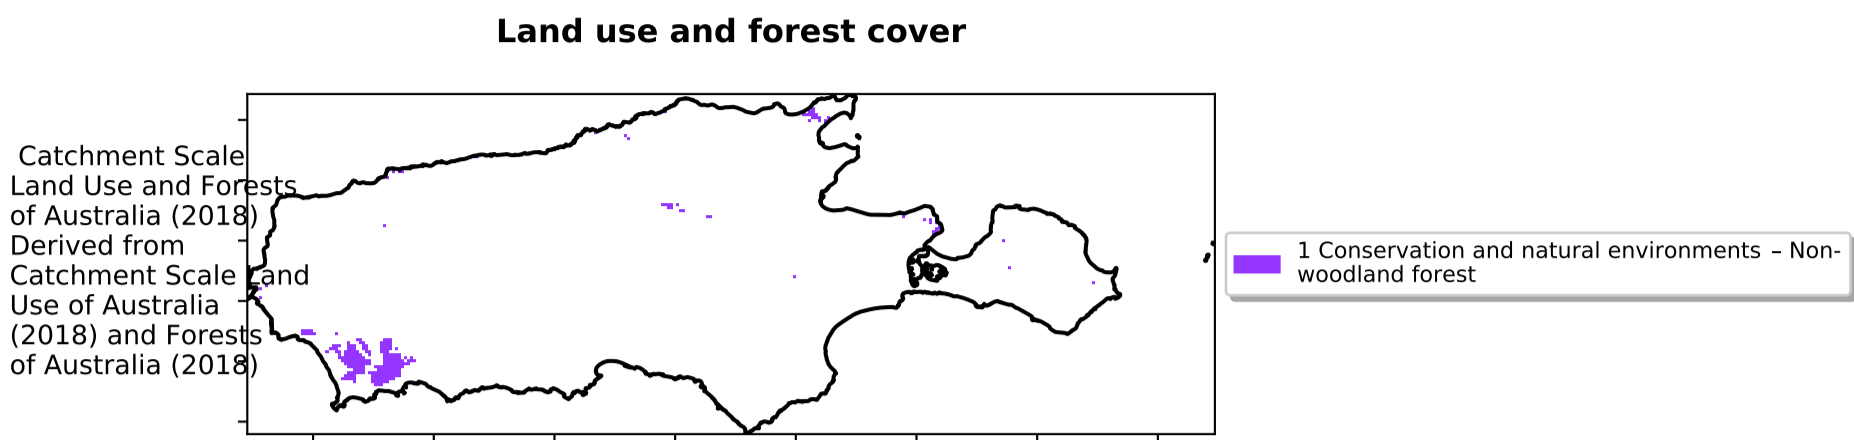 Land use and forest cover
Catchment Scale
Land Use and Forests
of Australia (2018)
Derived from
Catchment Scale Land
Use of Australia
(2018) and Forests
of Australia (2018)
1 Conservation and natural environments – Non-
woodland forest